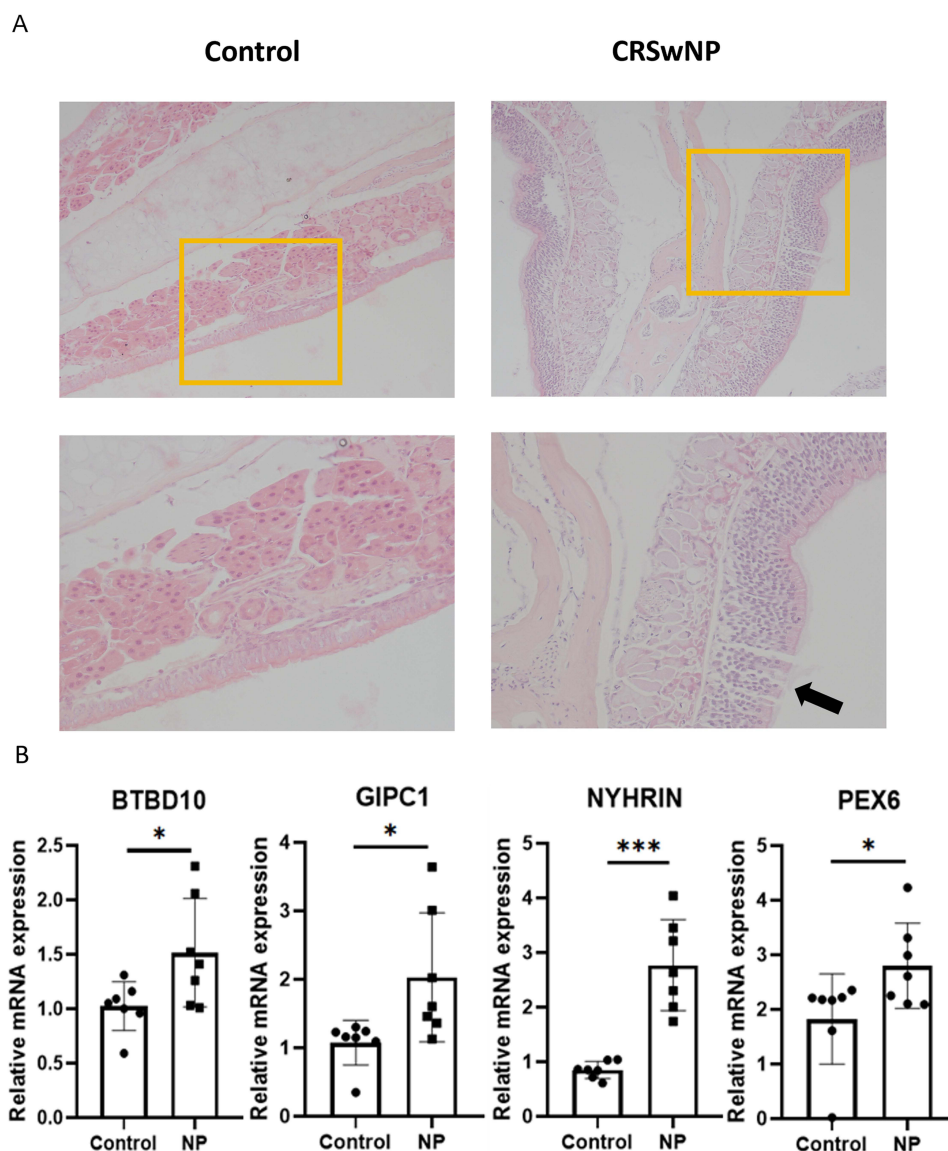 A
Control CRSwNP
B
BTBD10 GIPC1 NYHRIN PEX6
* * *** *
Relative mRNA expression
2.5
2.0
1.5
1.0
0.5
0.0
Control NP
Relative mRNA expression
4
3
2
1
0
Control NP
Relative mRNA expression
5
4
3
2
1
0
Control NP
Relative mRNA expression
5
4
3
2
1
0
Control NP